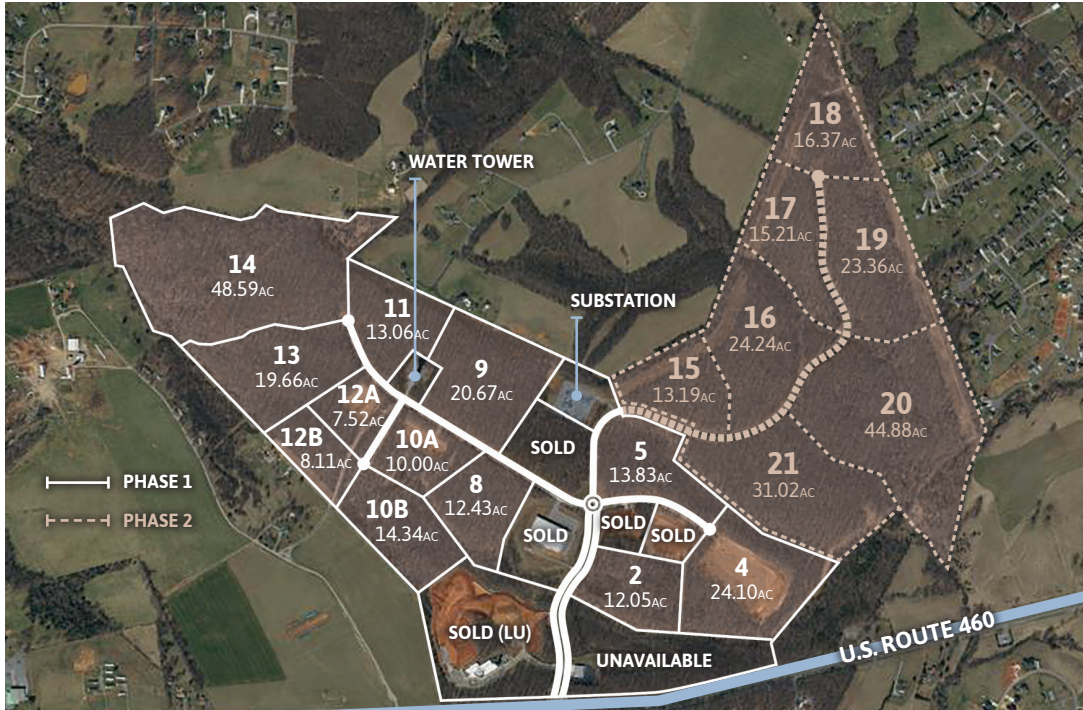 18
16.37AC
WATER TOWER
17
15.21AC
19
23.36AC
14
48.59AC
11
13.06AC
SUBSTATION
16
24.24AC
13
19.66AC
9
20.67AC
15
13.19AC
12A
7.52AC
20
44.88AC
12B
8.11AC
10A
10.00AC
SOLD
5
13.83AC
21
31.02AC
PHASE 1
PHASE 2
8
12.43AC
10B
14.34AC
SOLD
SOLD
SOLD
2
12.05AC
4
24.10AC
SOLD (LU)
UNAVAILABLE
U.S. ROUTE 460